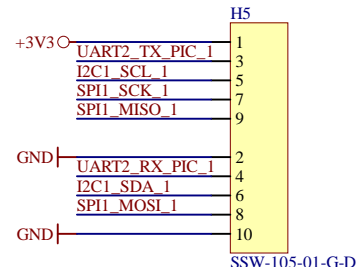 H5
+3V3 1
UART2_TX_PIC_1 3
I2C1_SCL_1 5
SPI1_SCK_1 7
SPI1_MISO_1 9
GND 2
UART2_RX_PIC_1 4
I2C1_SDA_1 6
SPI1_MOSI_1 8
GND 10
SSW-105-01-G-D